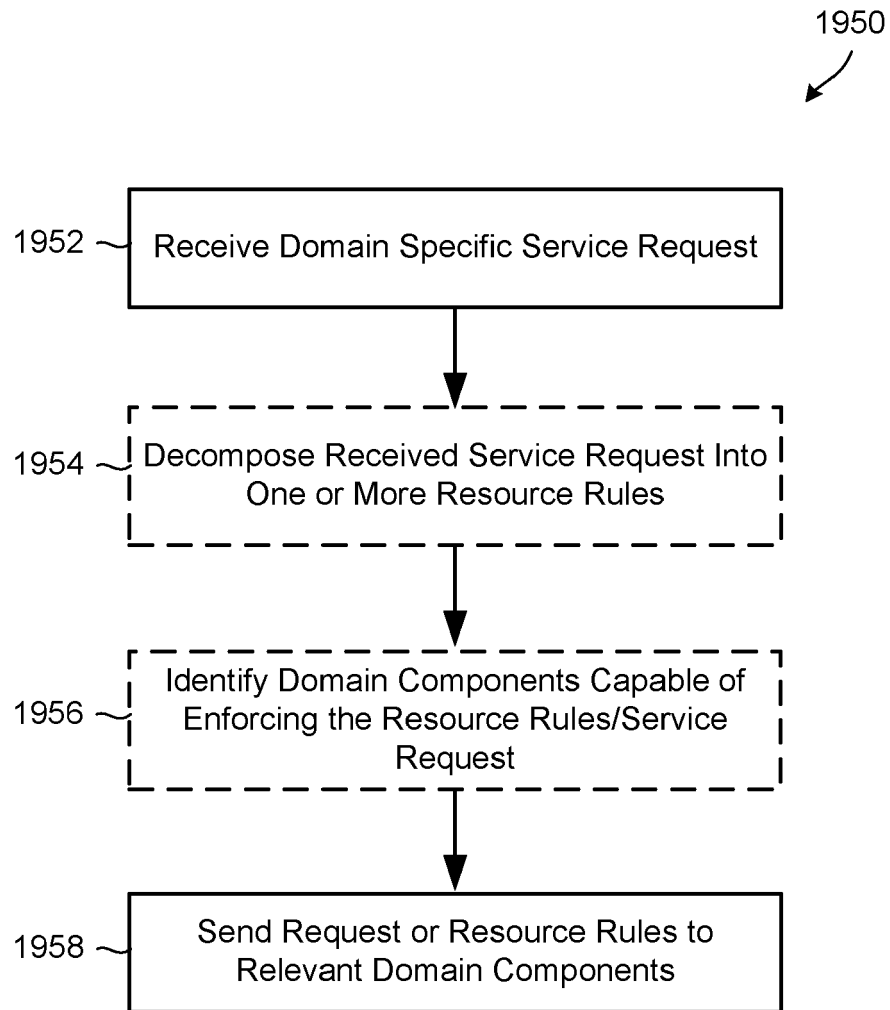 1950
1952
Receive Domain Specific Service Request
1954
Decompose Received Service Request Into
One or More Resource Rules
1956
Identify Domain Components Capable of
Enforcing the Resource Rules/Service
Request
1958
Send Request or Resource Rules to
Relevant Domain Components